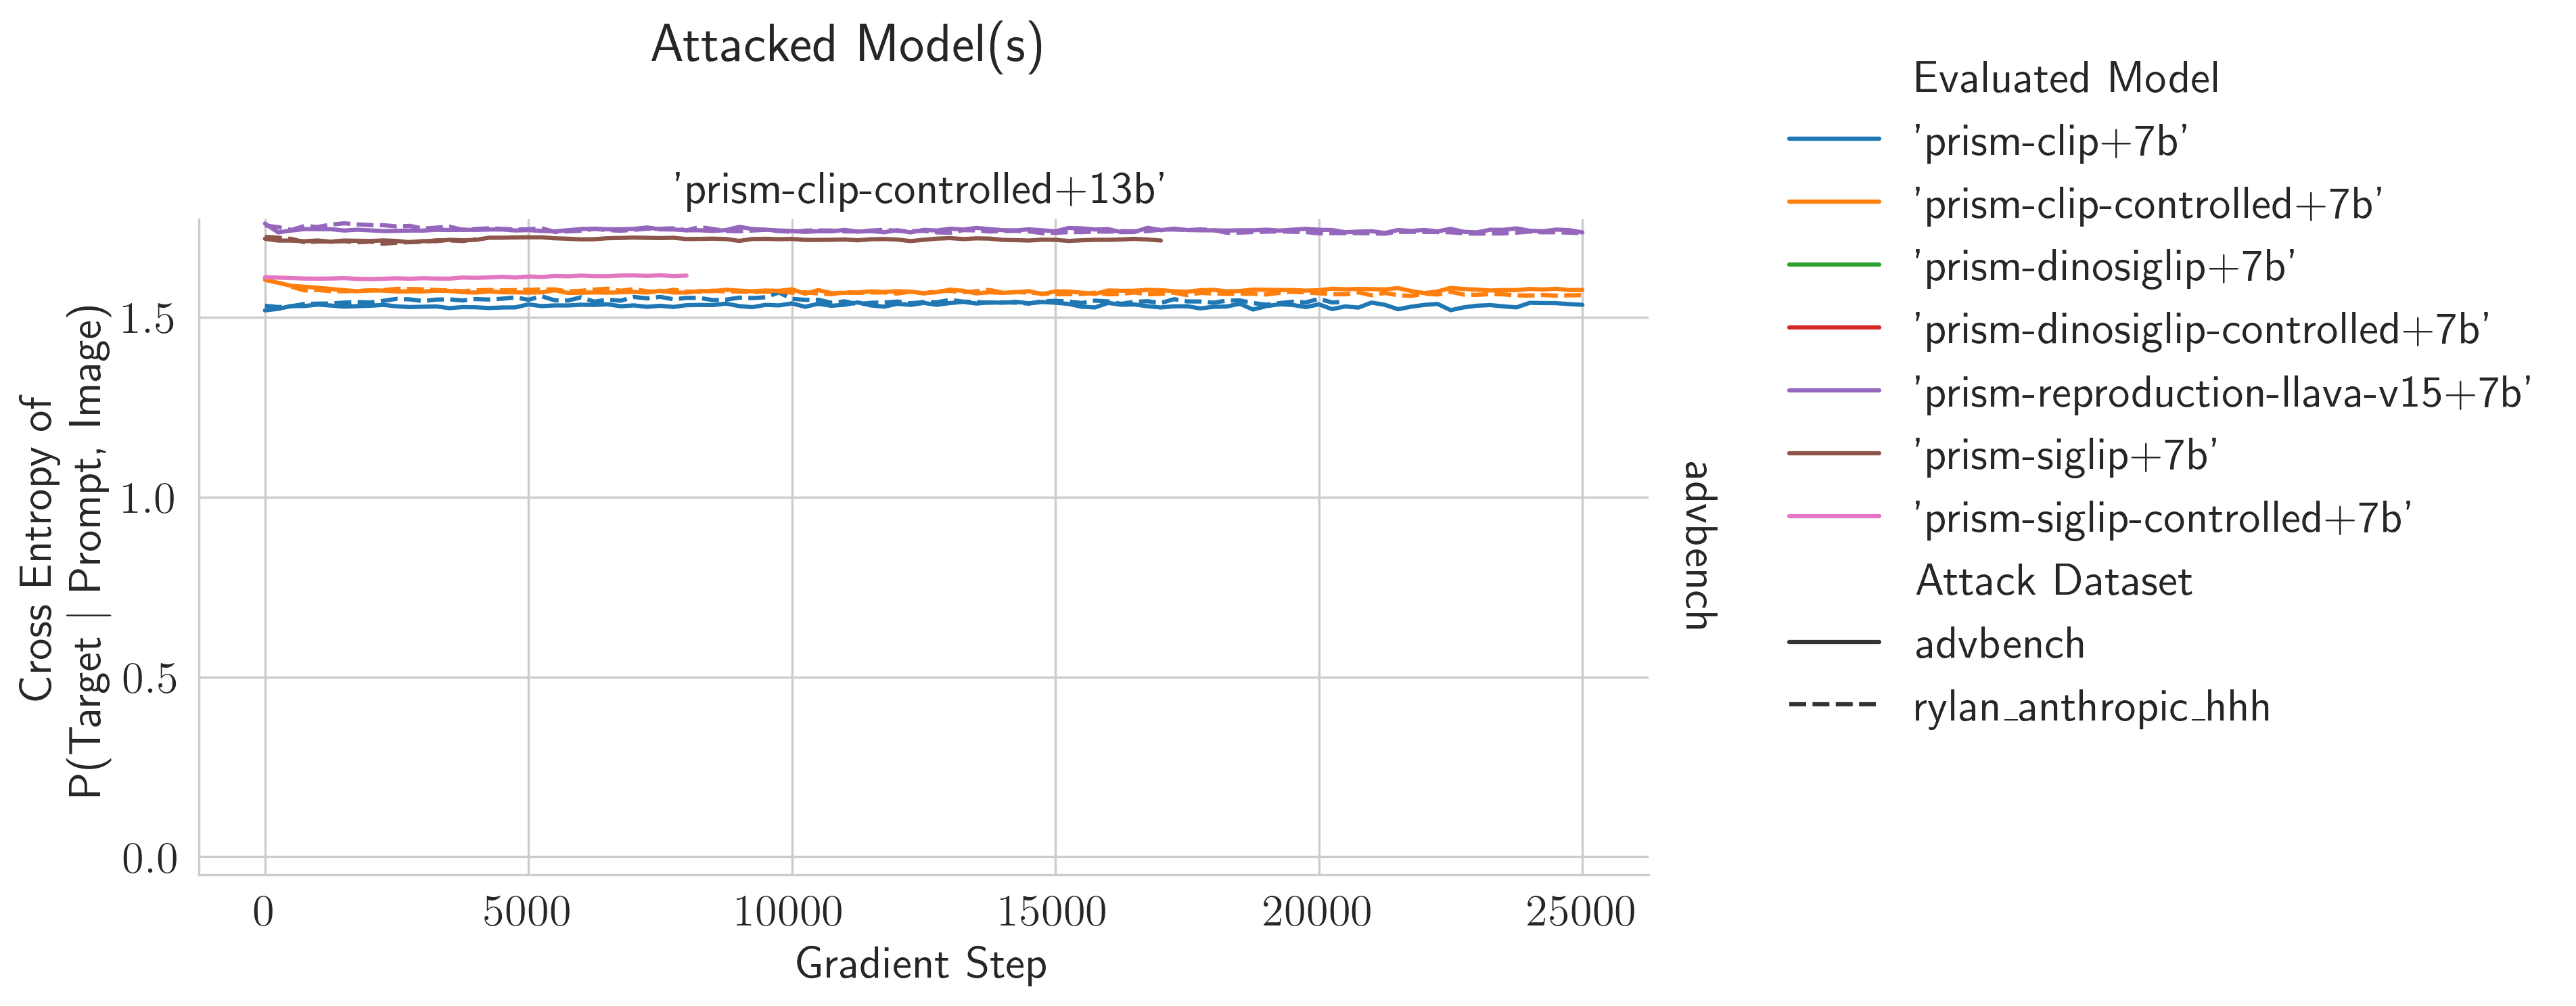 Attacked Model(s)
'prism-clip-controlled+13b'
Cross Entropy of
P(Target | Prompt, Image)
1.5
1.0
0.5
0.0
0
5000
10000
15000
20000
25000
Gradient Step
advbench
Evaluated Model
'prism-clip+7b'
'prism-clip-controlled+7b'
'prism-dinosiglip+7b'
'prism-dinosiglip-controlled+7b'
'prism-reproduction-llava-v15+7b'
'prism-siglip+7b'
'prism-siglip-controlled+7b'
Attack Dataset
advbench
rylan_anthropic_hhh